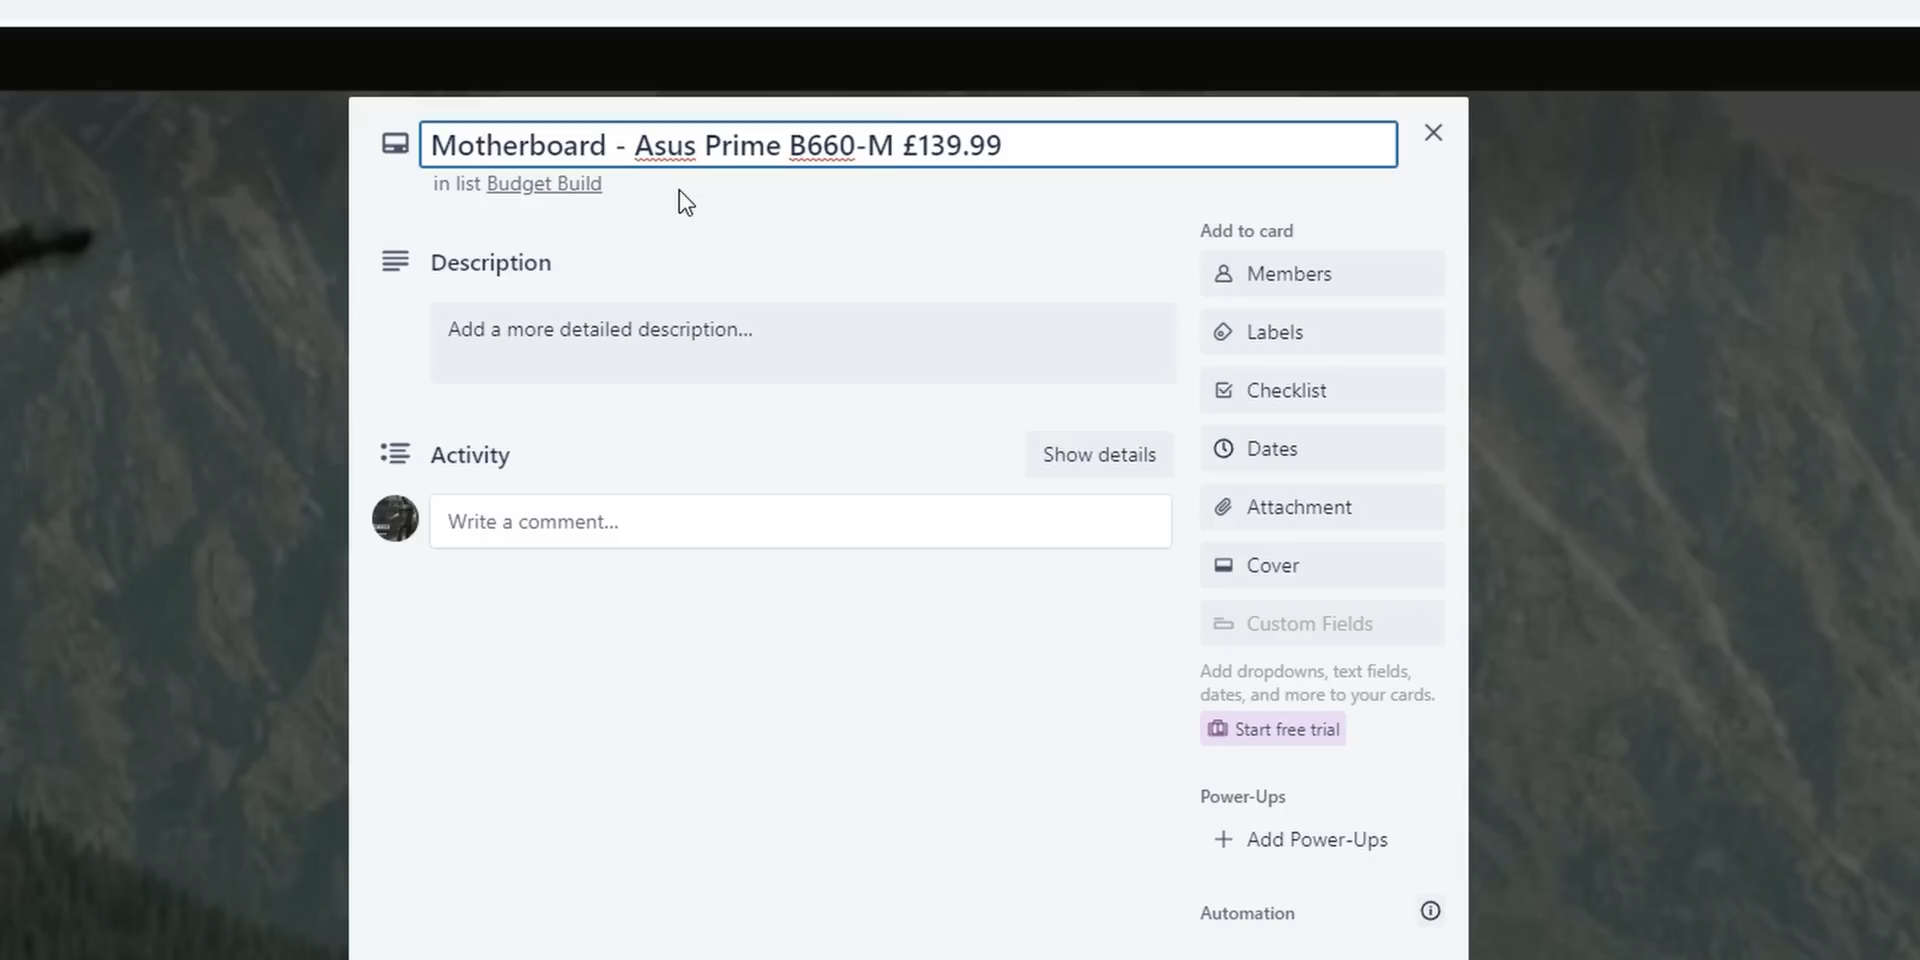 Motherboard - Asus Prime B660-M £139.99
in list Budget Build
Description
Add a more detailed description...
Activity
Show details
Write a comment...
Add to card
Members
Labels
Checklist
Dates
Attachment
Cover
Custom Fields
Add dropdowns, text fields,
dates, and more to your cards.
Start free trial
Power-Ups
+ Add Power-Ups
Automation